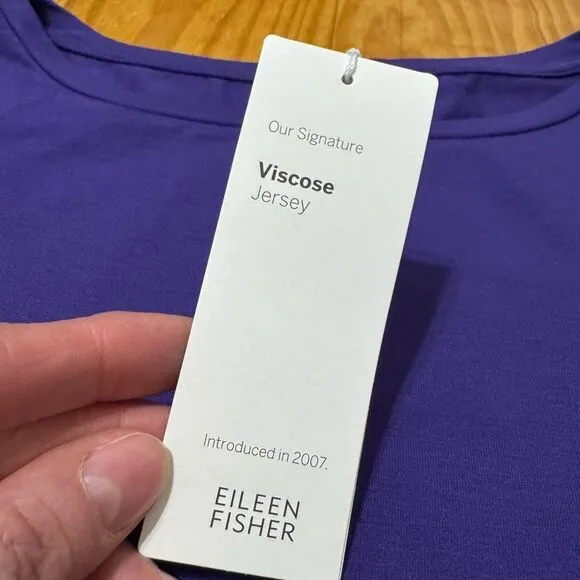 Our Signature
Viscose
Jersey
Introduced in 2007.
EILEEN
FISHER